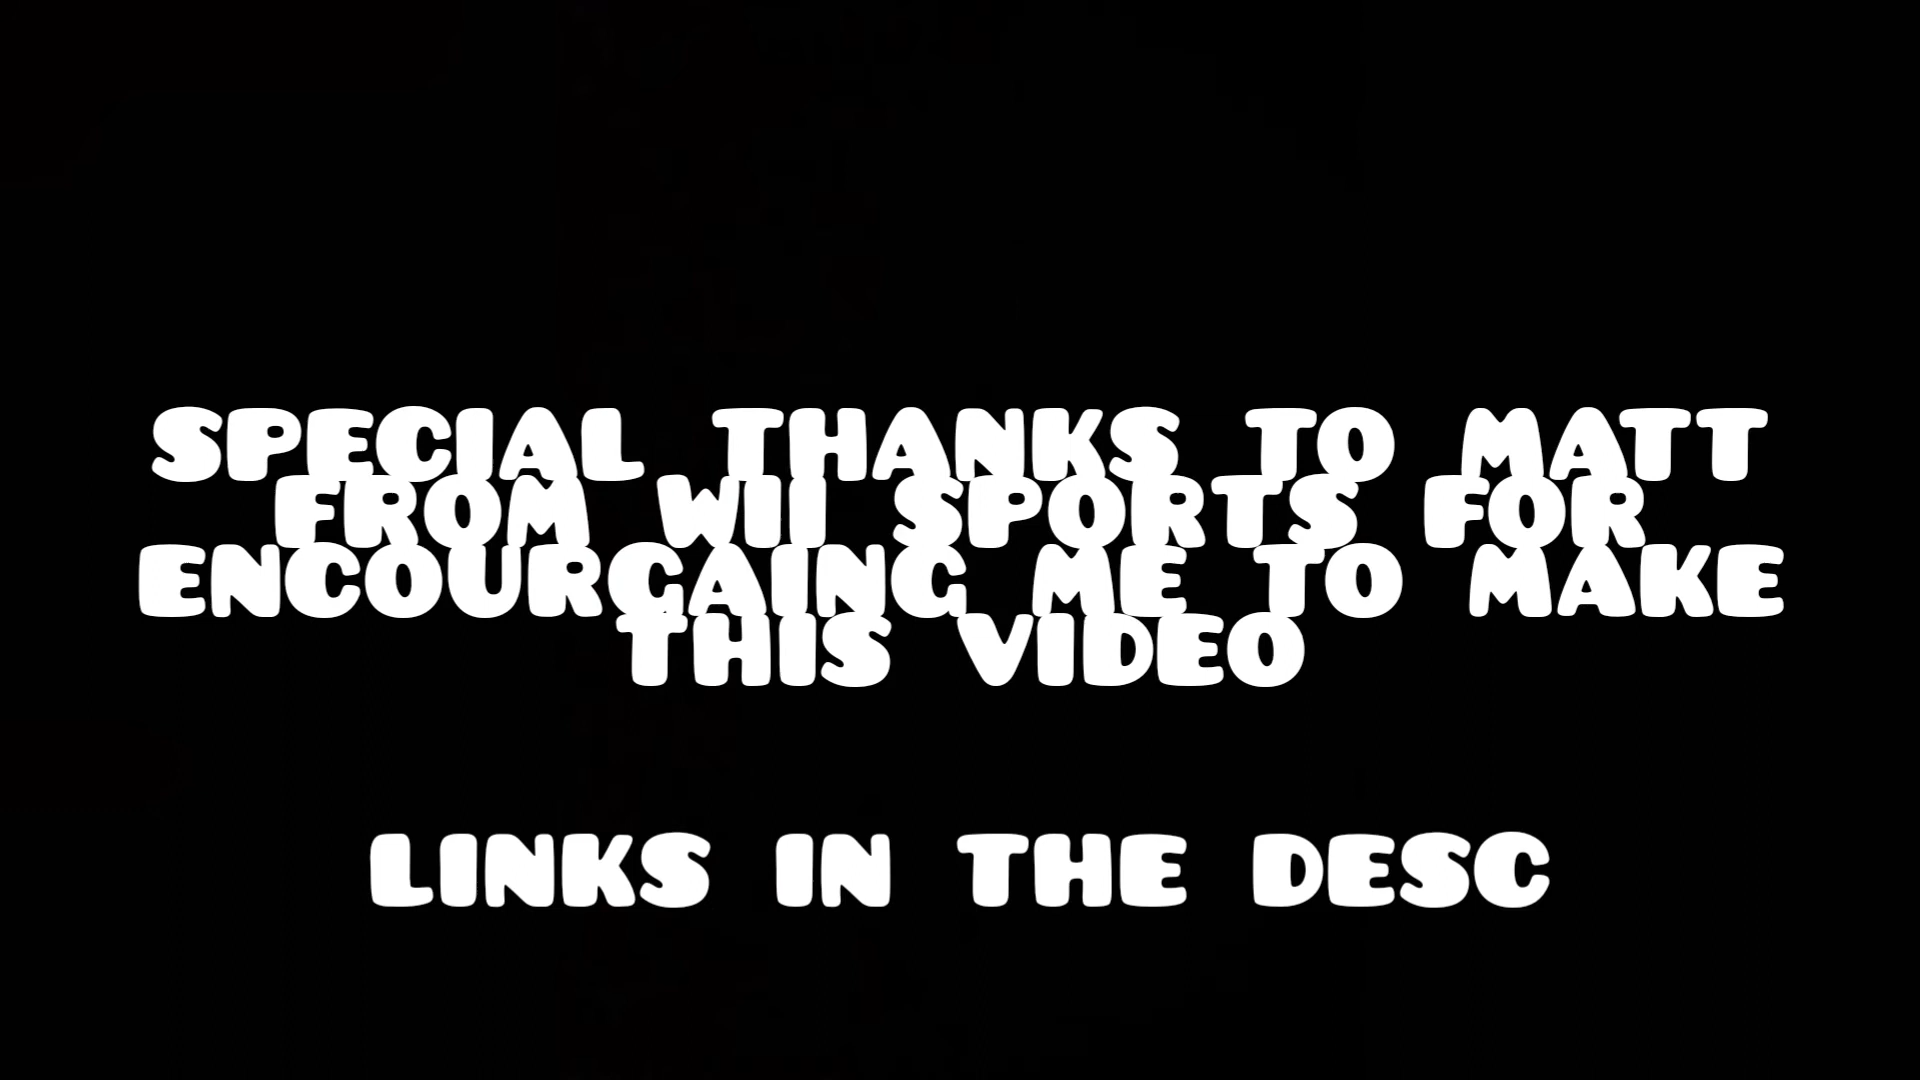 SPECIAL THANKS TO MATT
FROM WII SPORTS FOR
ENCOURGAING ME TO MAKE
THIS VIDEO
LINKS IN THE DESC